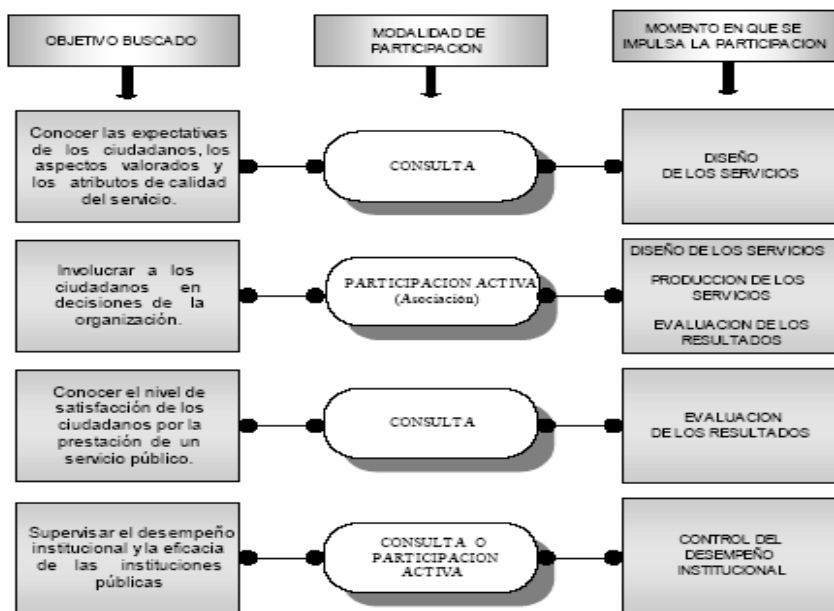 OBJETIVO BUSCADO
MODALIDAD DE
PARTICIPACION
MOMENTO EN QUE SE
IMPULSA LA PARTICIPACION
Conocer las expectativas
de los ciudadanos, los
aspectos valorados y
los atributos de calidad
del servicio.
CONSULTA
DISEÑO
DE LOS SERVICIOS
Involucrar a los
ciudadanos en
decisiones de la
organización.
PARTICIPACION ACTIVA
(Asociación)
DISEÑO DE LOS SERVICIOS
PRODUCCION DE LOS
SERVICIOS
EVALUACION DE LOS
RESULTADOS
Conocer el nivel de
satisfacción de los
ciudadanos por la
prestación de un
servicio público.
CONSULTA
EVALUACION
DE LOS RESULTADOS
Supervisar el desempeño
institucional y la eficacia
de las instituciones
públicas
CONSULTA O
PARTICIPACION
ACTIVA
CONTROL DEL
DESEMPEÑO
INSTITUCIONAL